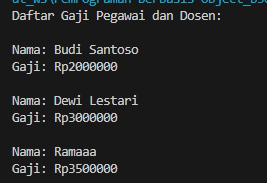 Daftar Gaji Pegawai dan Dosen:
Nama: Budi Santoso
Gaji: Rp2000000
Nama: Dewi Lestari
Gaji: Rp3000000
Nama: Ramaaa
Gaji: Rp3500000